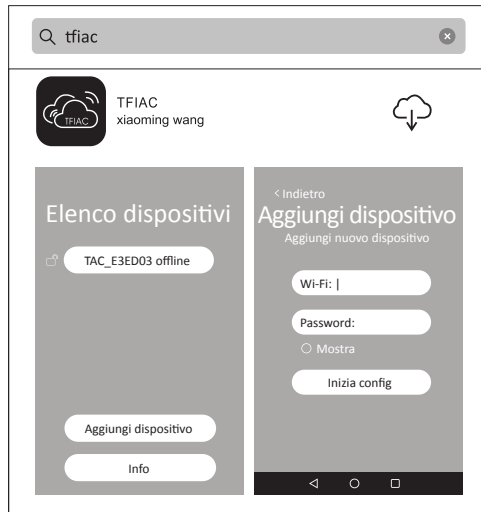 tfiac
TFIAC
TFIAC
xiaoming wang
Elenco dispositivi
TAC_E3ED03 offline
Aggiungi dispositivo
Info
< Indietro
Aggiungi dispositivo
Aggiungi nuovo dispositivo
Wi-Fi: |
Password:
Mostra
Inizia config